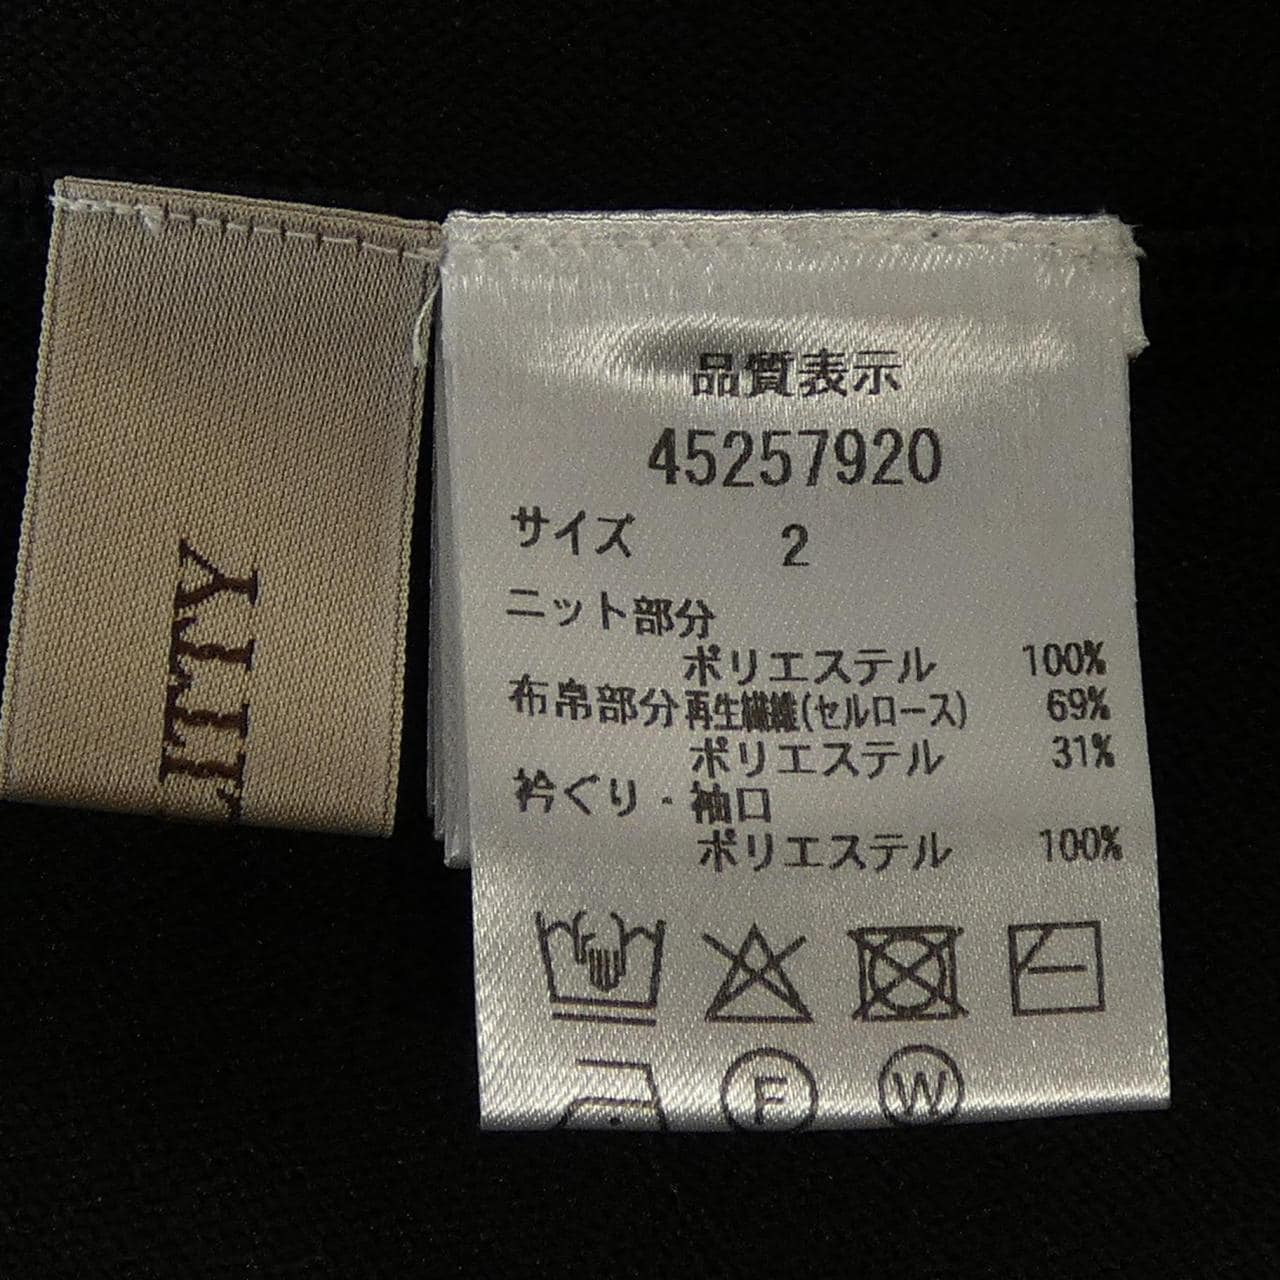 ITTY
品質表示
45257920
サイズ 2
ニット部分
ポリエステル 100%
布帛部分 再生繊維(セルロース) 69%
ポリエステル 31%
衿ぐり・袖口
ポリエステル 100%
F W